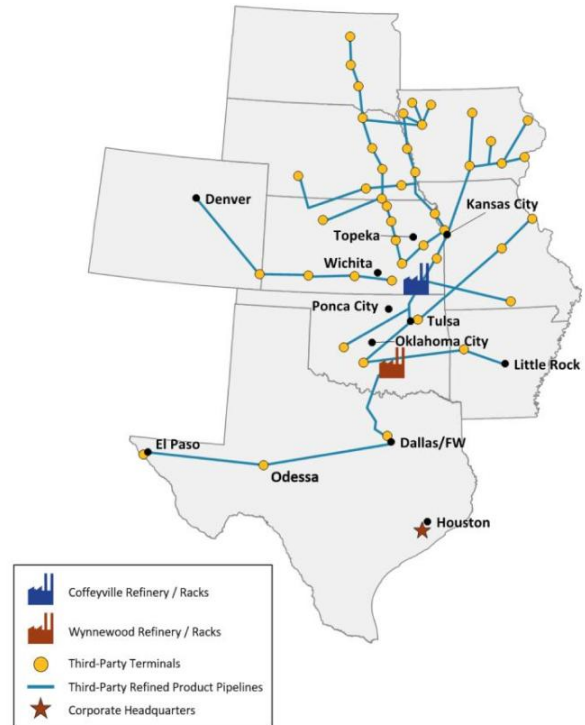 Denver
Kansas City
Topeka
Wichita
Ponca City
Tulsa
Oklahoma City
Little Rock
El Paso
Dallas/FW
Odessa
Houston
Coffeyville Refinery / Racks
Wynnewood Refinery / Racks
Third-Party Terminals
Third-Party Refined Product Pipelines
Corporate Headquarters